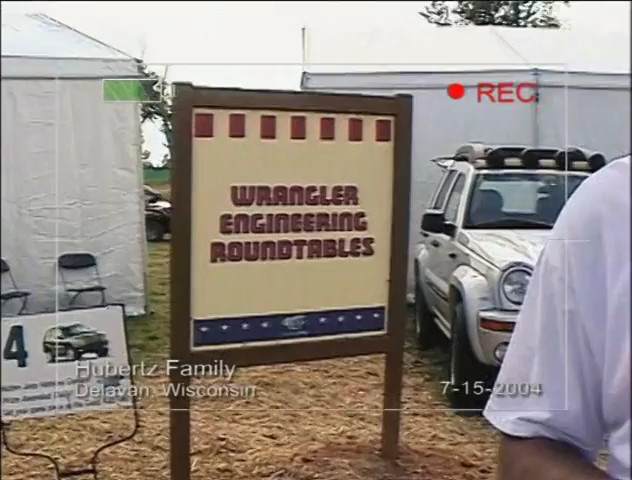 REC
WRANGLER
ENGINEERING
ROUNDTABLES
4
Hubertz Family
Delavan, Wisconsin
7-15-2004